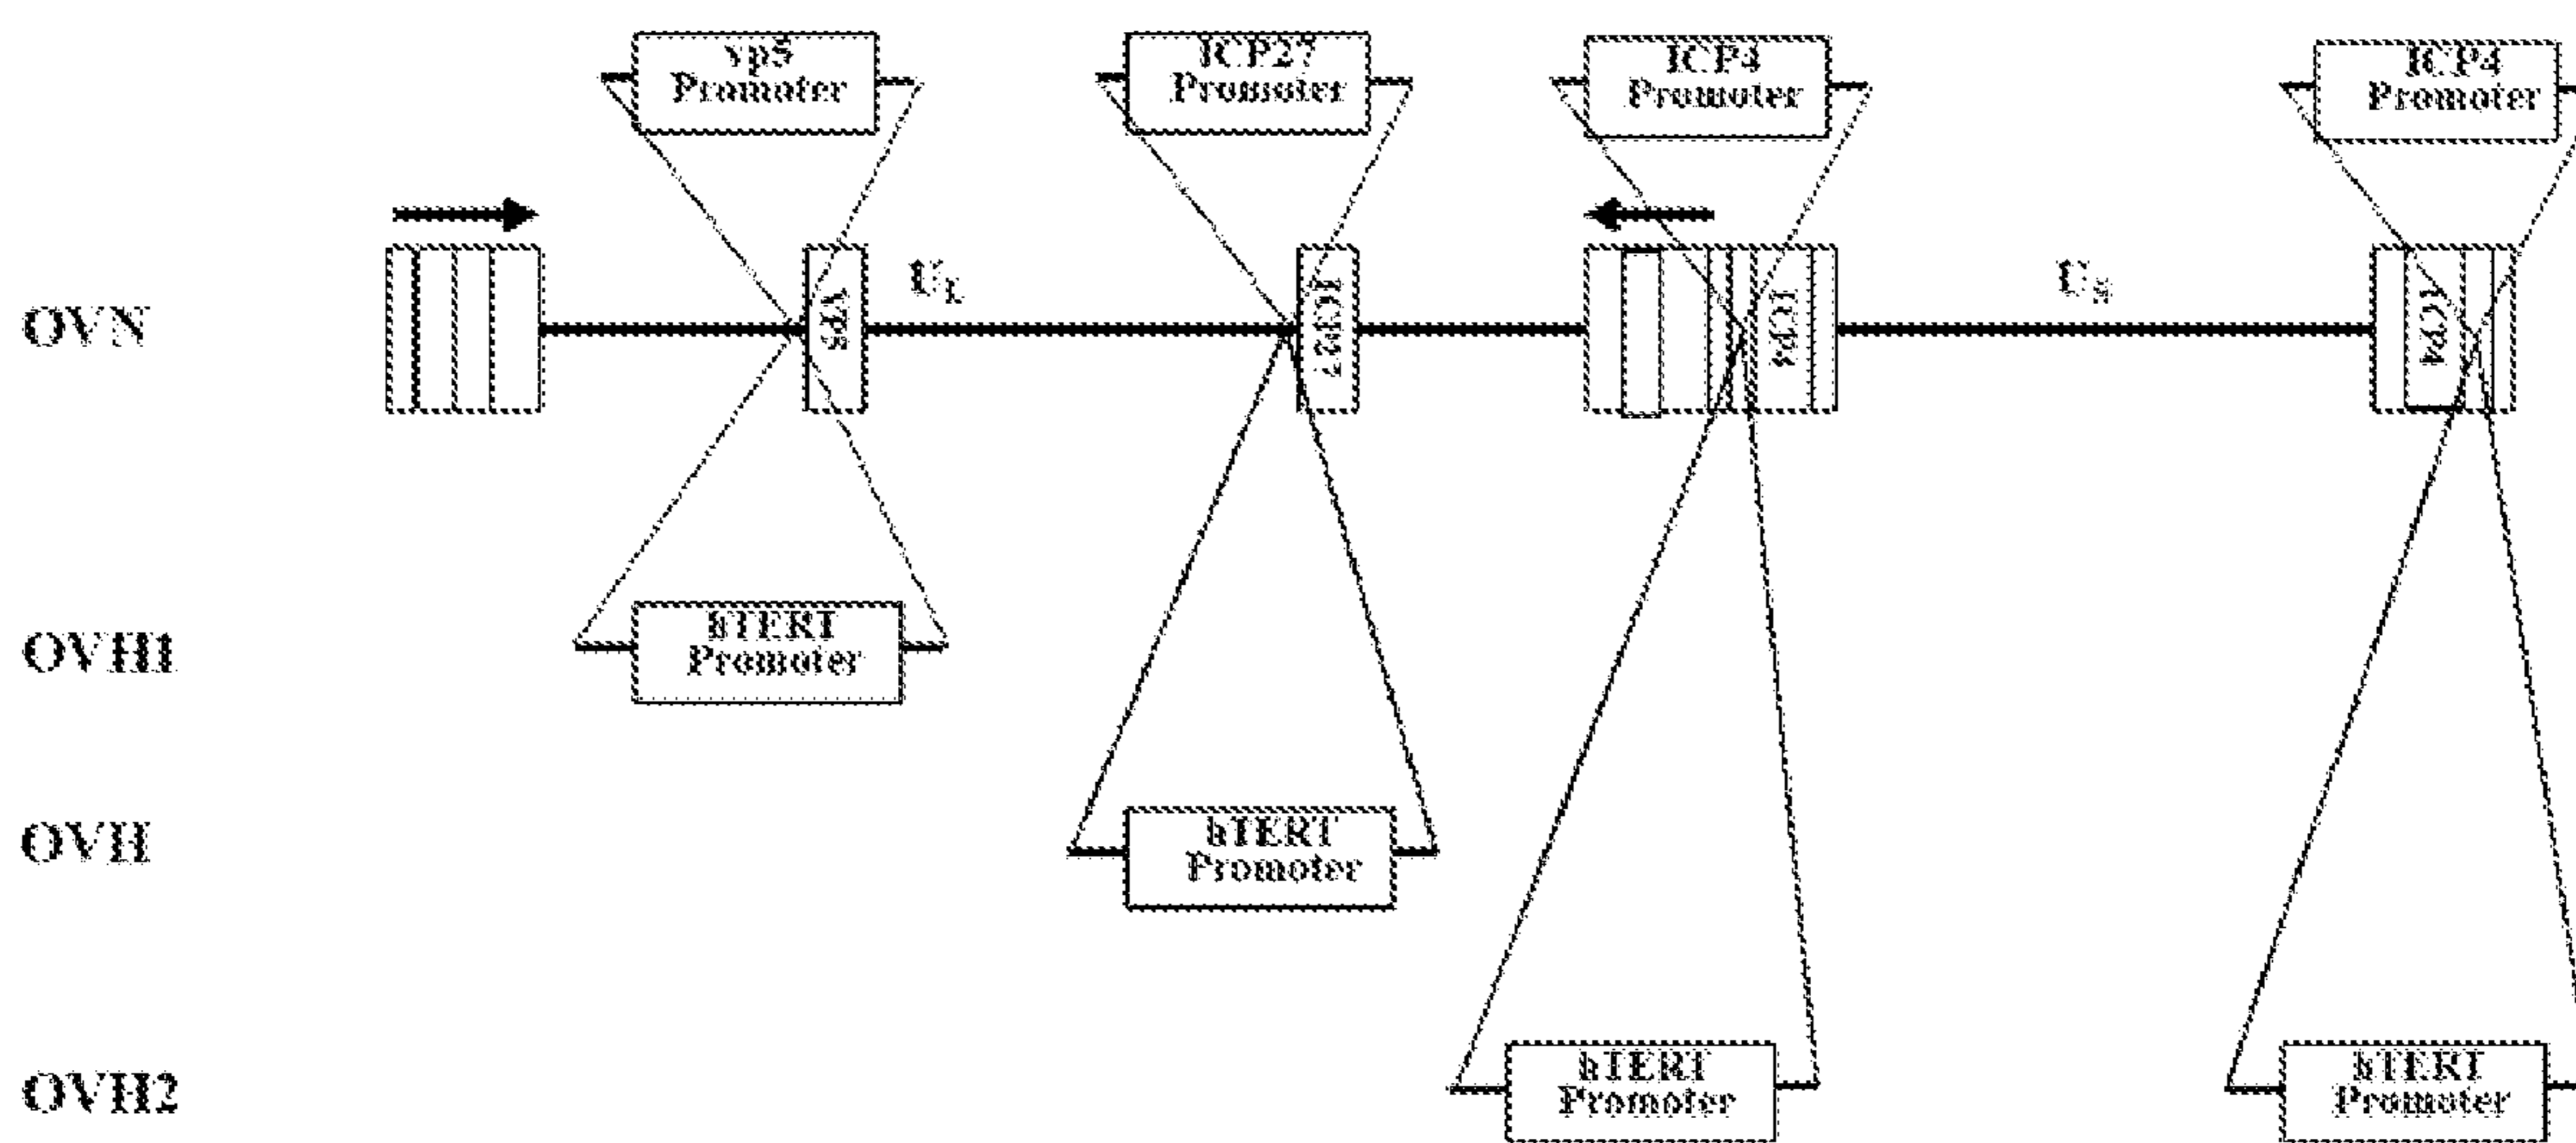 vp5
Promoter
ICP27
Promoter
ICP4
Promoter
ICP4
Promoter
OVN
VP5
UL
ICP27
ICP4
US
ICP4
OVH1
hTERT
Promoter
OVH
hTERT
Promoter
OVH2
hTERT
Promoter
hTERT
Promoter